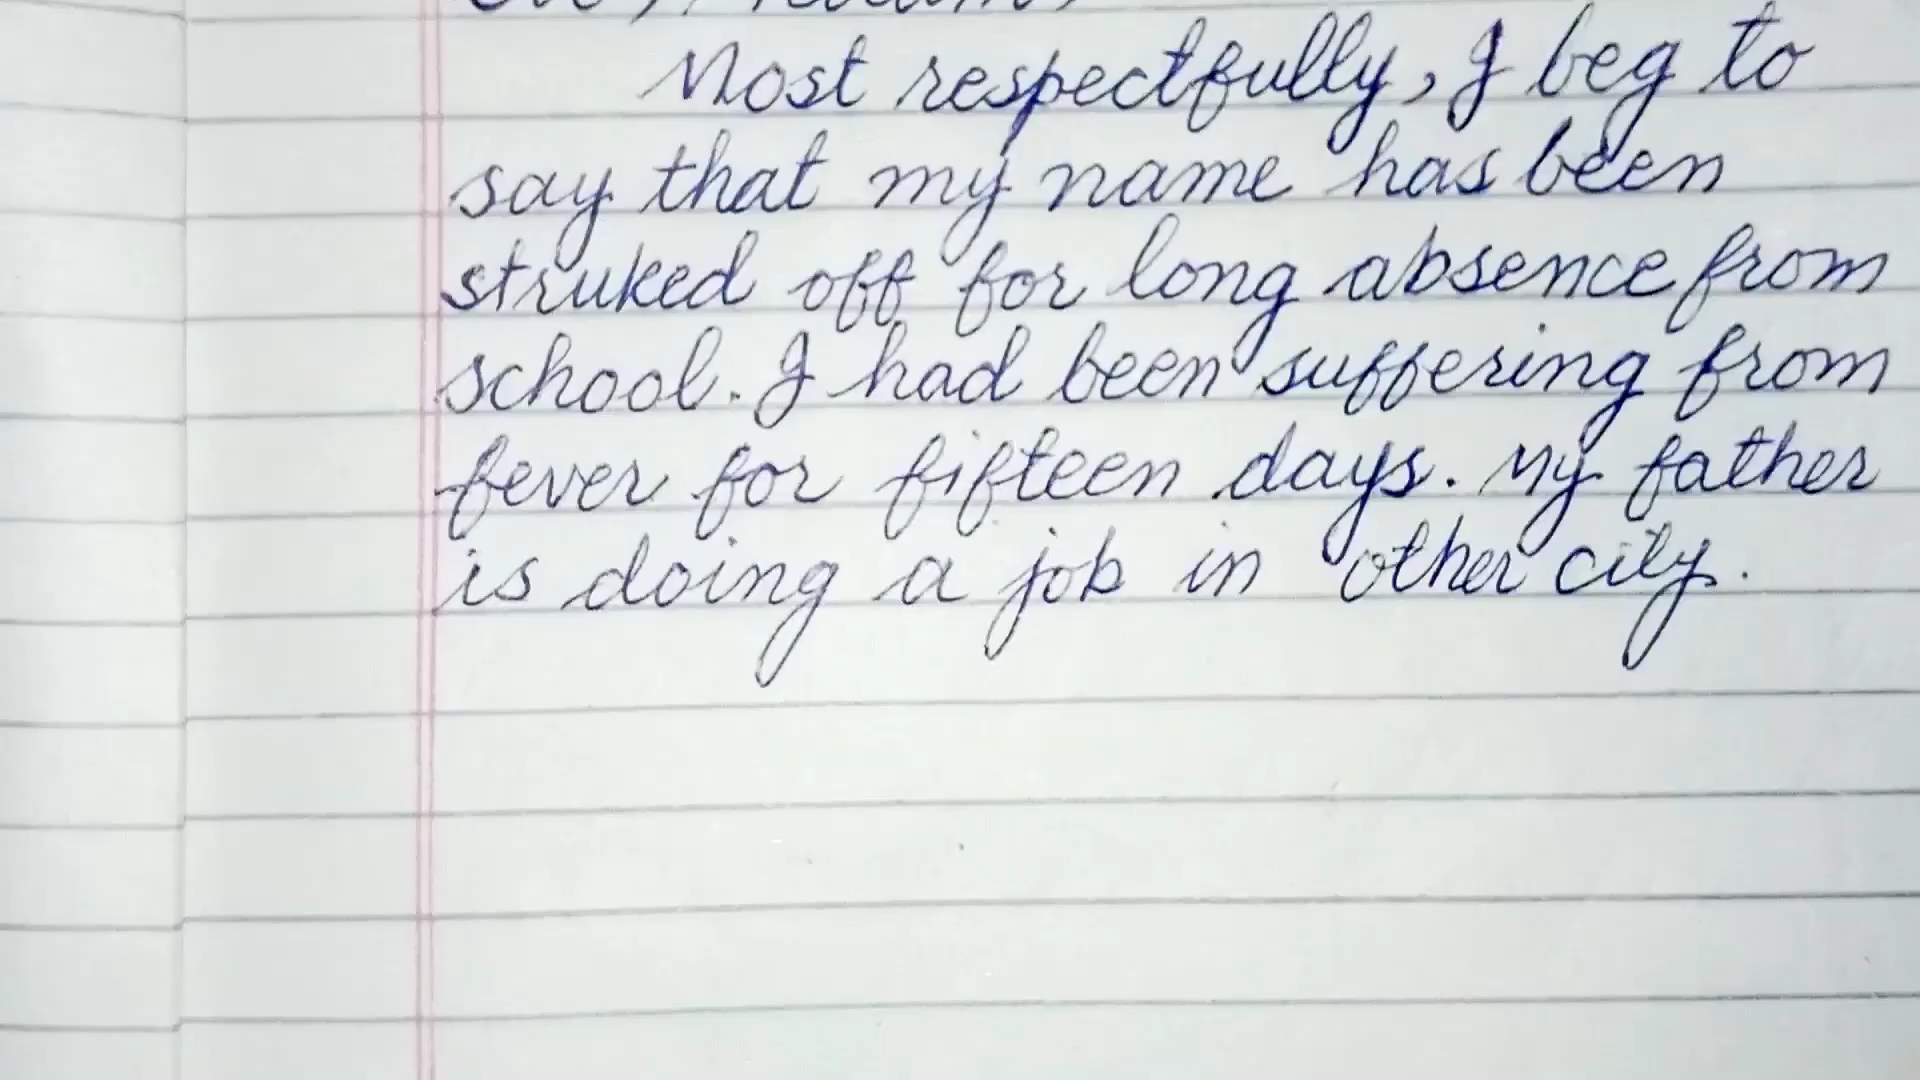 Most respectfully, I beg to
say that my name has been
struked off for long absence from
school. I had been suffering from
fever for fifteen days. My father
is doing a job in other city.